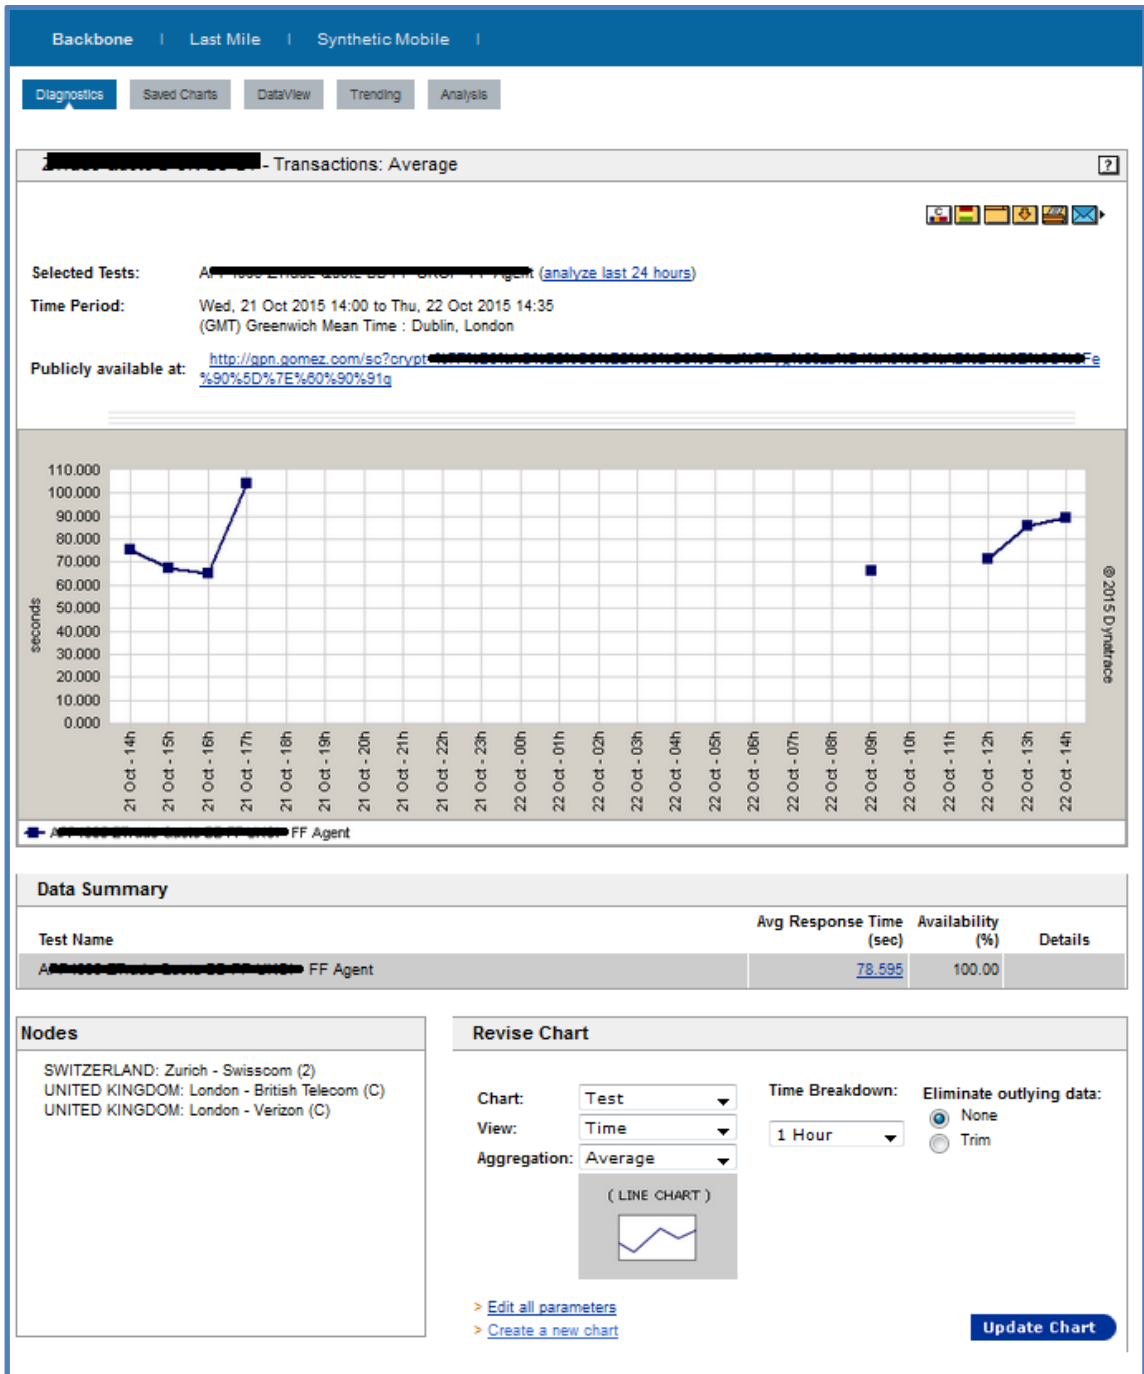 Backbone | Last Mile | Synthetic Mobile |
Diagnostics Saved Charts DataView Trending Analysis
- Transactions: Average ?
Selected Tests: (analyze last 24 hours)
Time Period: Wed, 21 Oct 2015 14:00 to Thu, 22 Oct 2015 14:35
(GMT) Greenwich Mean Time : Dublin, London
Publicly available at: http://gpn.gomez.com/sc?crypt
%90%5D%7E%60%90%91q
110.000
100.000
90.000
80.000
70.000
60.000
50.000
40.000
30.000
20.000
10.000
0.000
seconds
© 2015 Dynatrace
21 Oct - 14h
21 Oct - 15h
21 Oct - 16h
21 Oct - 17h
21 Oct - 18h
21 Oct - 19h
21 Oct - 20h
21 Oct - 21h
21 Oct - 22h
21 Oct - 23h
22 Oct - 00h
22 Oct - 01h
22 Oct - 02h
22 Oct - 03h
22 Oct - 04h
22 Oct - 05h
22 Oct - 06h
22 Oct - 07h
22 Oct - 08h
22 Oct - 09h
22 Oct - 10h
22 Oct - 11h
22 Oct - 12h
22 Oct - 13h
22 Oct - 14h
FF Agent
Data Summary
Test Name Avg Response Time (sec) Availability (%) Details
FF Agent 78.595 100.00
Nodes
SWITZERLAND: Zurich - Swisscom (2)
UNITED KINGDOM: London - British Telecom (C)
UNITED KINGDOM: London - Verizon (C)
Revise Chart
Chart: Test
View: Time
Aggregation: Average
( LINE CHART )
Time Breakdown:
1 Hour
Eliminate outlying data:
None
Trim
> Edit all parameters
> Create a new chart
Update Chart